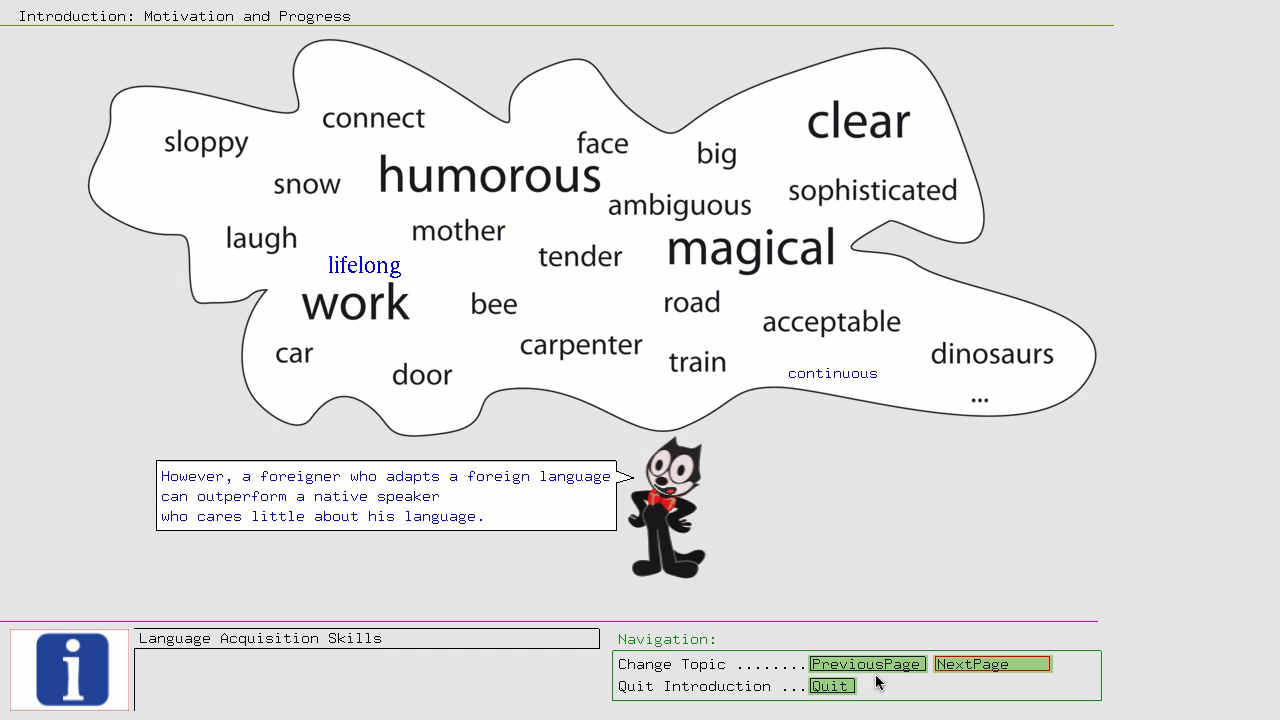 Introduction: Motivation and Progress
clear
connect
sloppy
face
big
snow
humorous
sophisticated
ambiguous
laugh
mother
magical
tender
lifelong
work
bee
road
acceptable
carpenter
car
train
dinosaurs
door
continuous
...
However, a foreigner who adapts a foreign language
can outperform a native speaker
who cares little about his language.
Language Acquisition Skills
Navigation:
Change Topic ........PreviousPage NextPage
Quit Introduction ...Quit